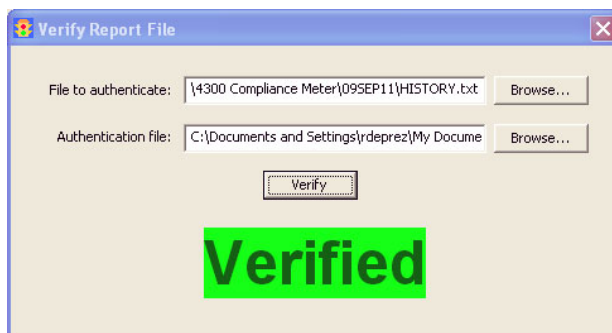 Verify Report File
File to authenticate: \4300 Compliance Meter\09SEP11\HISTORY.txt Browse...
Authentication file: C:\Documents and Settings\rdeprez\My Docume Browse...
Verify
Verified